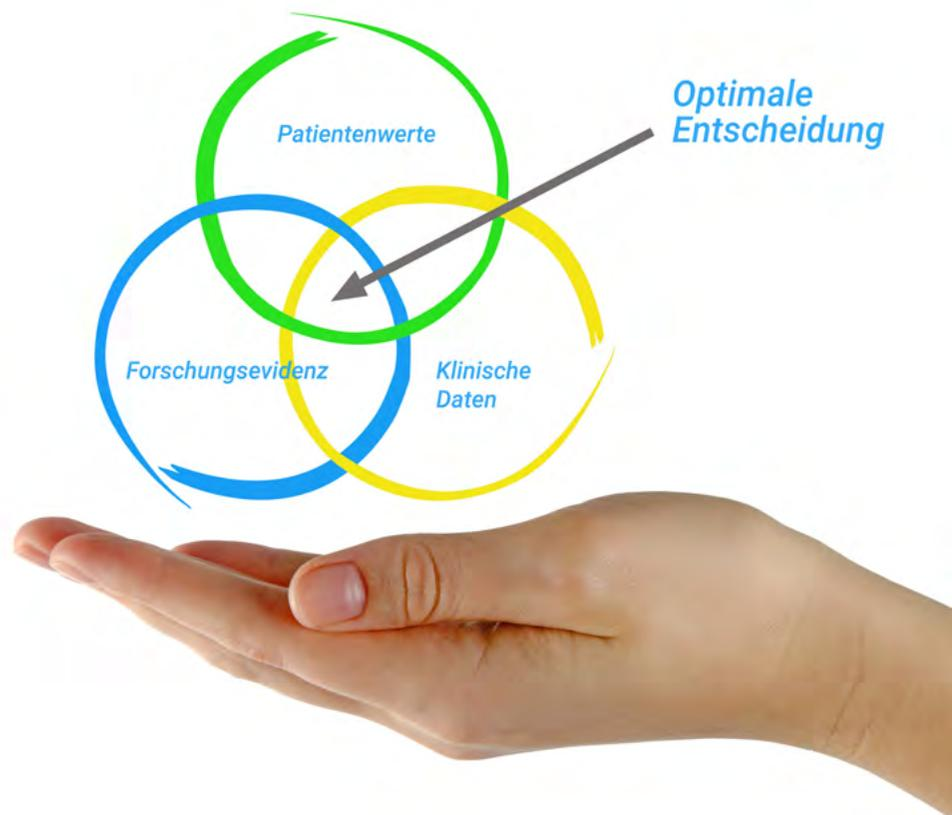 Optimale
Entscheidung
Patientenwerte
Forschungsevidenz
Klinische
Daten